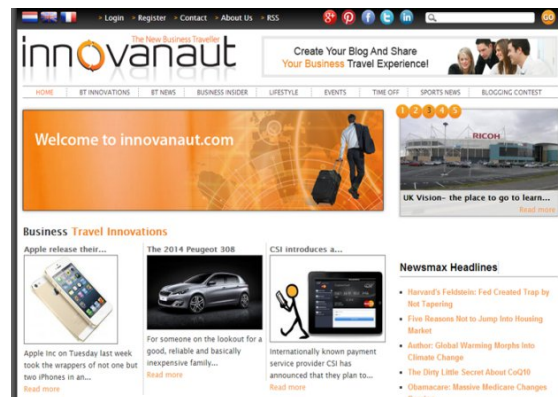 Login Register Contact About Us RSS
GO
innovanaut
The New Business Traveller
Create Your Blog And Share
Your Business Travel Experience!
HOME BT INNOVATIONS BT NEWS BUSINESS INSIDER LIFESTYLE EVENTS TIME OFF SPORTS NEWS BLOGGING CONTEST
Welcome to innovanaut.com
1 2 3 4 5
RICOH
UK Vision- the place to go to learn...
Read more
Business Travel Innovations
Apple release their...
Apple Inc on Tuesday last week
took the wrappers of not one but
two iPhones in an...
Read more
The 2014 Peugeot 308
For someone on the lookout for a
good, reliable and basically
inexpensive family...
Read more
CSI introduces a...
Internationally known payment
service provider CSI has
announced that they plan to...
Read more
Newsmax Headlines
Harvard's Feldstein: Fed Created Trap by
Not Tapering
Five Reasons Not to Jump Into Housing
Market
Author: Global Warming Morphs Into
Climate Change
The Dirty Little Secret About CoQ10
Obamacare: Massive Medicare Changes